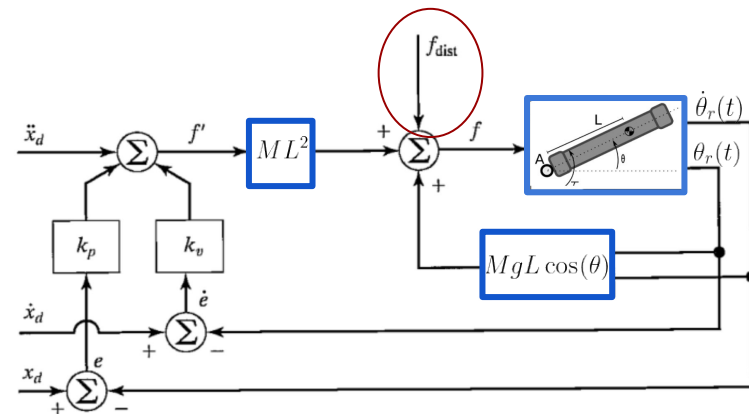 f_dist
ẍ_d
Σ
f′
ML²
+
Σ
+
f
L
A
θ
τ
θ̇_r(t)
θ_r(t)
k_p
k_v
MgL cos(θ)
ẋ_d
ė
+
Σ
−
x_d
e
+
Σ
−